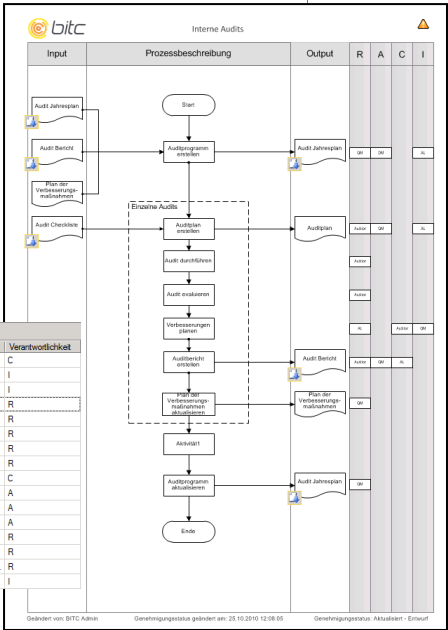 bitc
Interne Audits
Input
Prozessbeschreibung
Output
R
A
C
I
Audit Jahresplan
Start
Audit Bericht
Auditprogramm
erstellen
Audit Jahresplan
QM
QM
AL
Plan der
Verbesserungs-
maßnahmen
Einzelne Audits
Audit Checkliste
Auditplan
erstellen
Auditplan
Auditor
QM
AL
Audit durchführen
Auditor
Audit evaluieren
Auditor
Verbesserungen
planen
AL
Auditor
QM
Auditbericht
erstellen
Audit Bericht
Auditor
QM
AL
Plan der
Verbesserungs-
maßnahmen
aktualisieren
Plan der
Verbesserungs-
maßnahmen
QM
Aktivität1
Auditprogramm
aktualisieren
Audit Jahresplan
QM
Ende
Verantwortlichkeit
C
I
I
R
R
R
R
R
C
A
A
A
R
R
R
I
Geändert von: BITC Admin
Genehmigungsstatus geändert am: 25.10.2010 12:08:05
Genehmigungsstatus: Aktualisiert - Entwurf